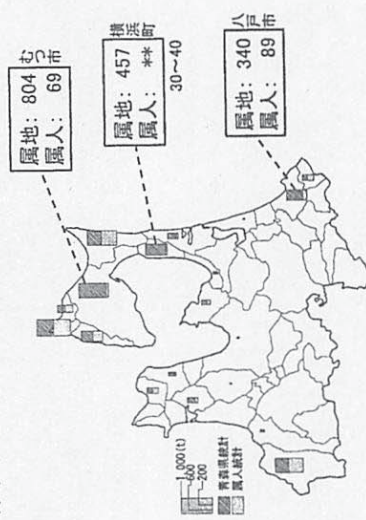 むつ市
属地: 804
属人: 69
横浜町
属地: 457
属人: **
30～40
八戸市
属地: 340
属人: 89
1,000(t)
600
200
青森県統計
属人統計